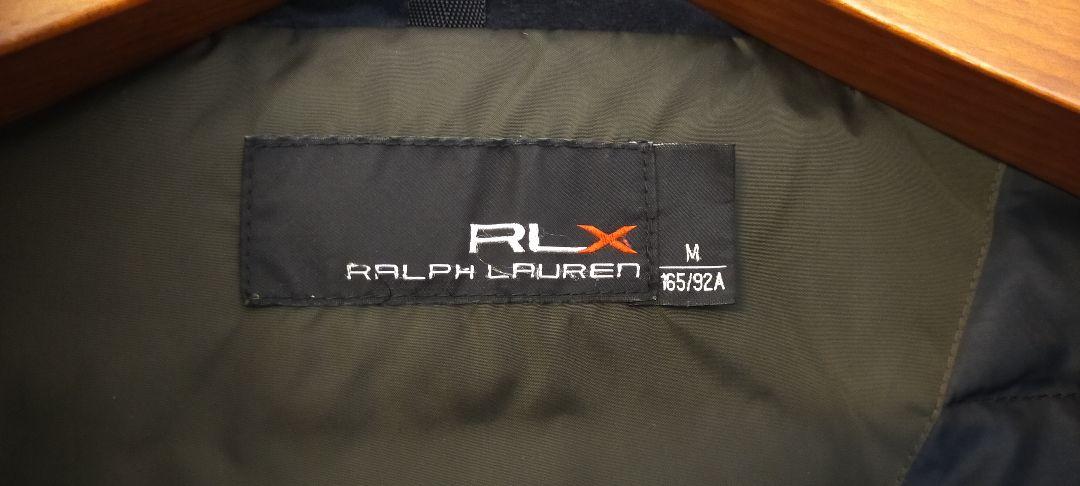 RLX
RALPH LAUREN
M
165/92A